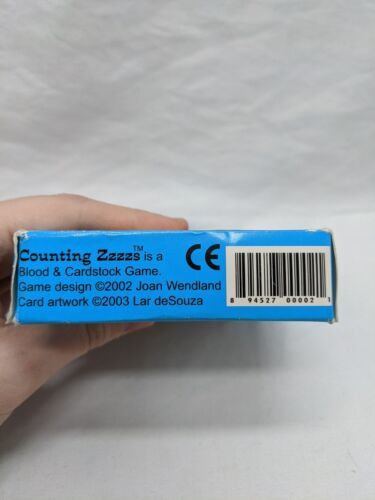 Counting Zzzzs™ is a
Blood & Cardstock Game.
Game design ©2002 Joan Wendland
Card artwork ©2003 Lar deSouza
CE
8 94527 00002 1